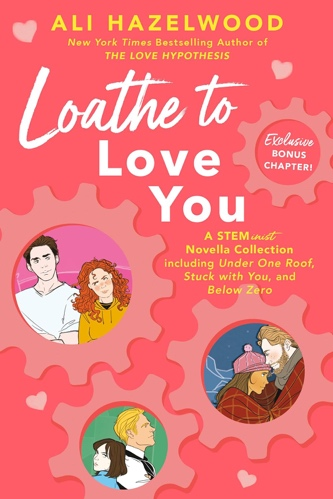 ALI HAZELWOOD
New York Times Bestselling Author of
THE LOVE HYPOTHESIS
Loathe to
Love
You
Exclusive
BONUS
CHAPTER!
A STEMinist
Novella Collection
including Under One Roof,
Stuck with You, and
Below Zero